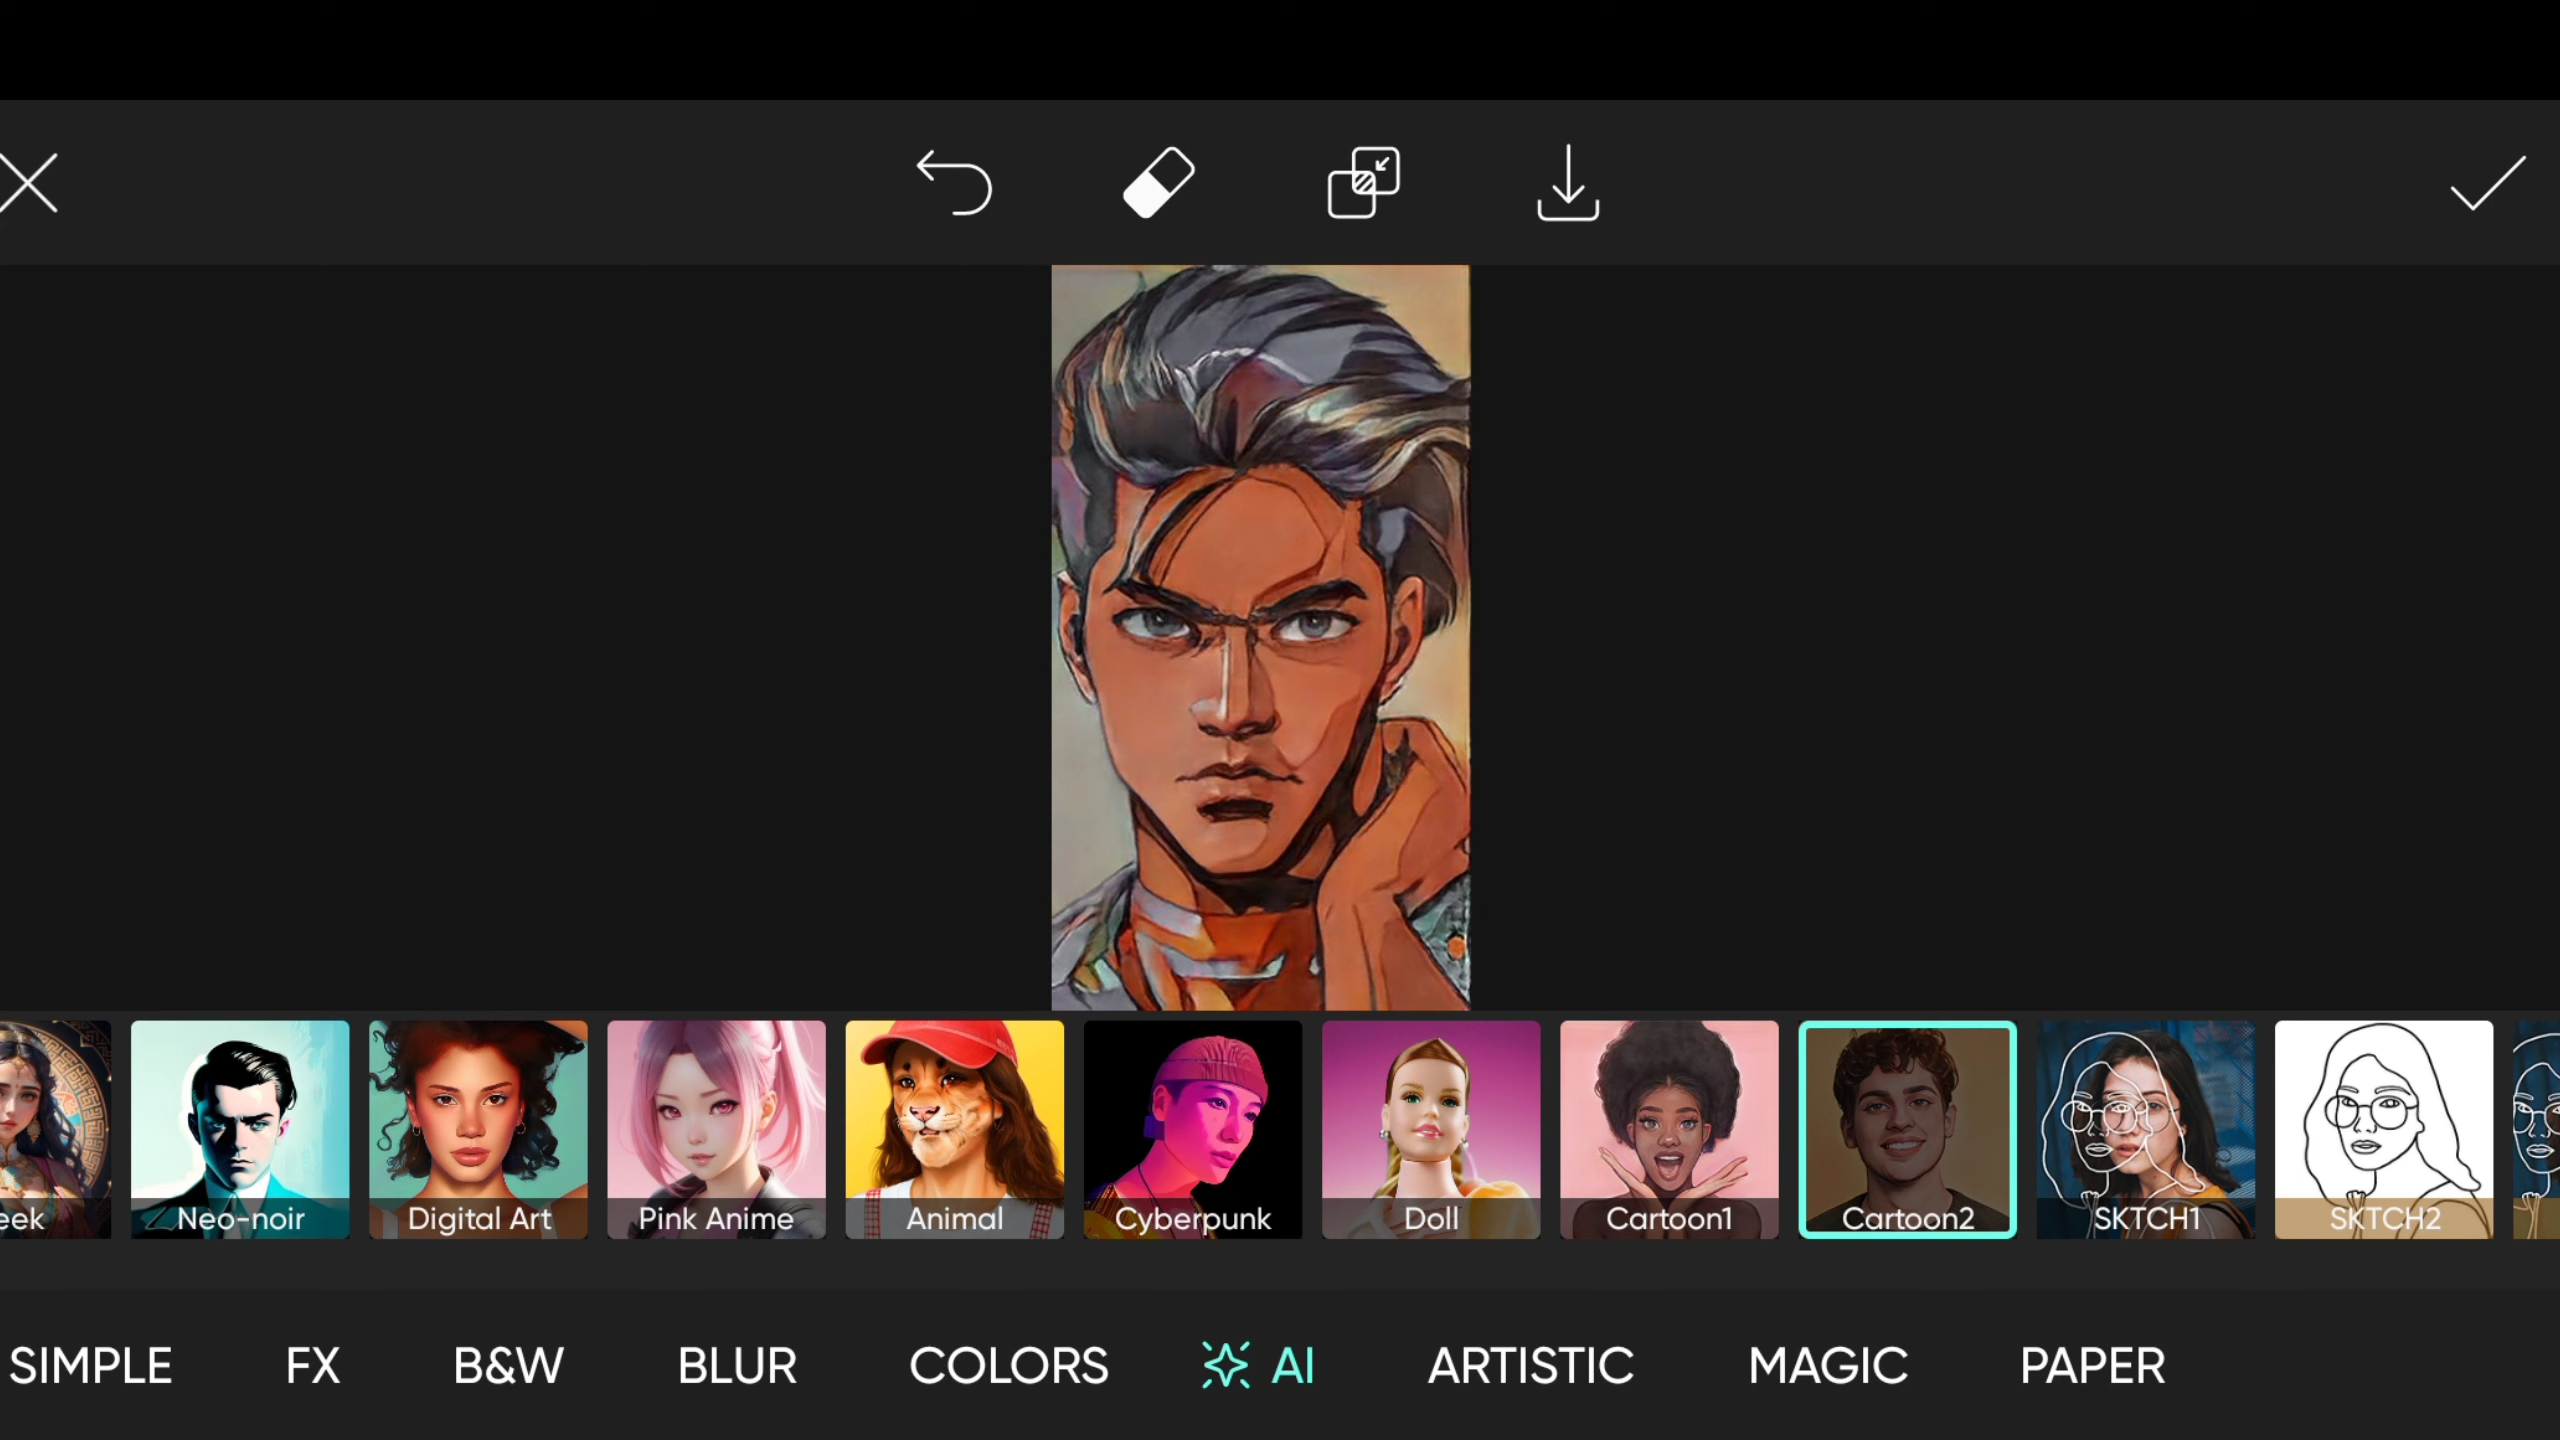 eek Neo-noir Digital Art Pink Anime Animal Cyberpunk Doll Cartoon1 Cartoon2 SKTCH1 SKTCH2
SIMPLE FX B&W BLUR COLORS AI ARTISTIC MAGIC PAPER